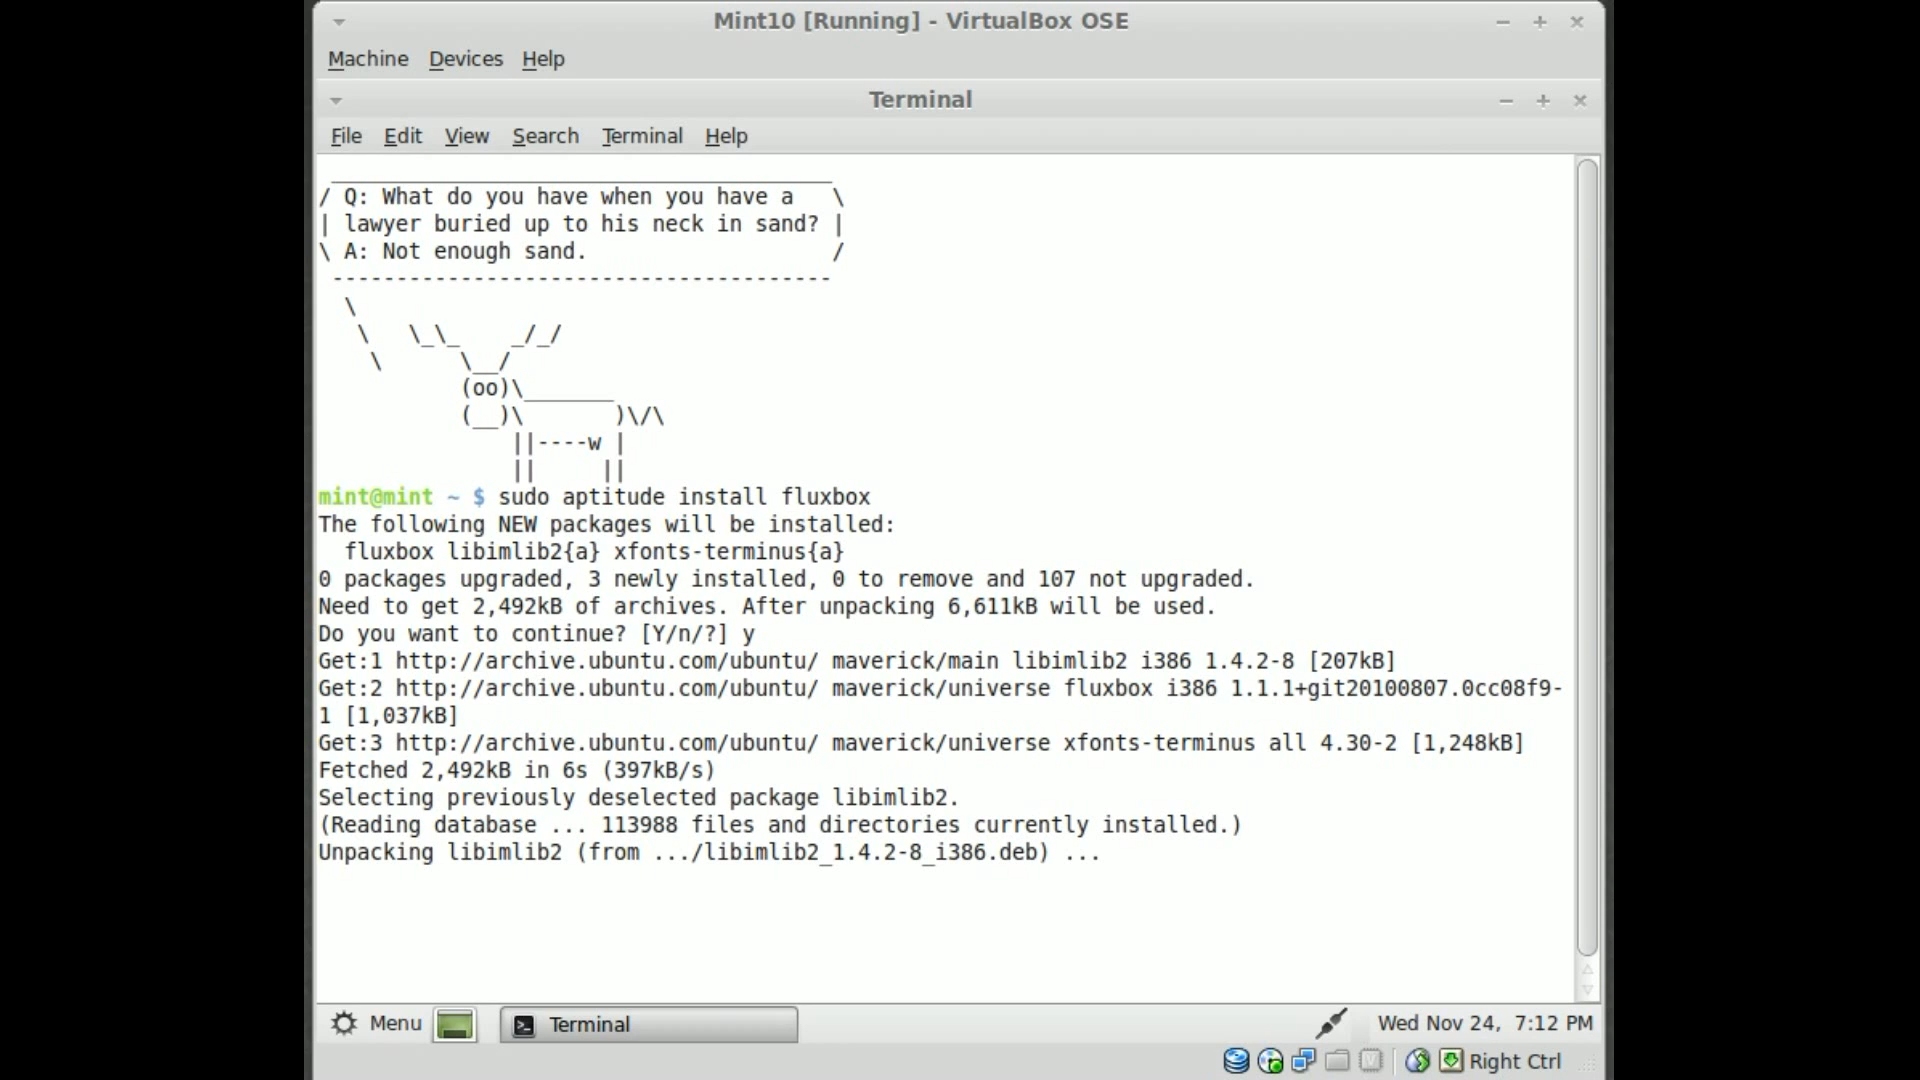 Mint10 [Running] - VirtualBox OSE
Machine Devices Help
Terminal
File Edit View Search Terminal Help
 _______________________________________
/ Q: What do you have when you have a   \
| lawyer buried up to his neck in sand? |
\ A: Not enough sand.                   /
 ---------------------------------------
  \
   \   \_\_    _/_/
    \      \__/
           (oo)\_______
           (__)\       )\/\
               ||----w |
               ||     ||
mint@mint ~ $ sudo aptitude install fluxbox
The following NEW packages will be installed:
  fluxbox libimlib2{a} xfonts-terminus{a}
0 packages upgraded, 3 newly installed, 0 to remove and 107 not upgraded.
Need to get 2,492kB of archives. After unpacking 6,611kB will be used.
Do you want to continue? [Y/n/?] y
Get:1 http://archive.ubuntu.com/ubuntu/ maverick/main libimlib2 i386 1.4.2-8 [207kB]
Get:2 http://archive.ubuntu.com/ubuntu/ maverick/universe fluxbox i386 1.1.1+git20100807.0cc08f9-
1 [1,037kB]
Get:3 http://archive.ubuntu.com/ubuntu/ maverick/universe xfonts-terminus all 4.30-2 [1,248kB]
Fetched 2,492kB in 6s (397kB/s)
Selecting previously deselected package libimlib2.
(Reading database ... 113988 files and directories currently installed.)
Unpacking libimlib2 (from .../libimlib2_1.4.2-8_i386.deb) ...
Menu Terminal Wed Nov 24, 7:12 PM
Right Ctrl